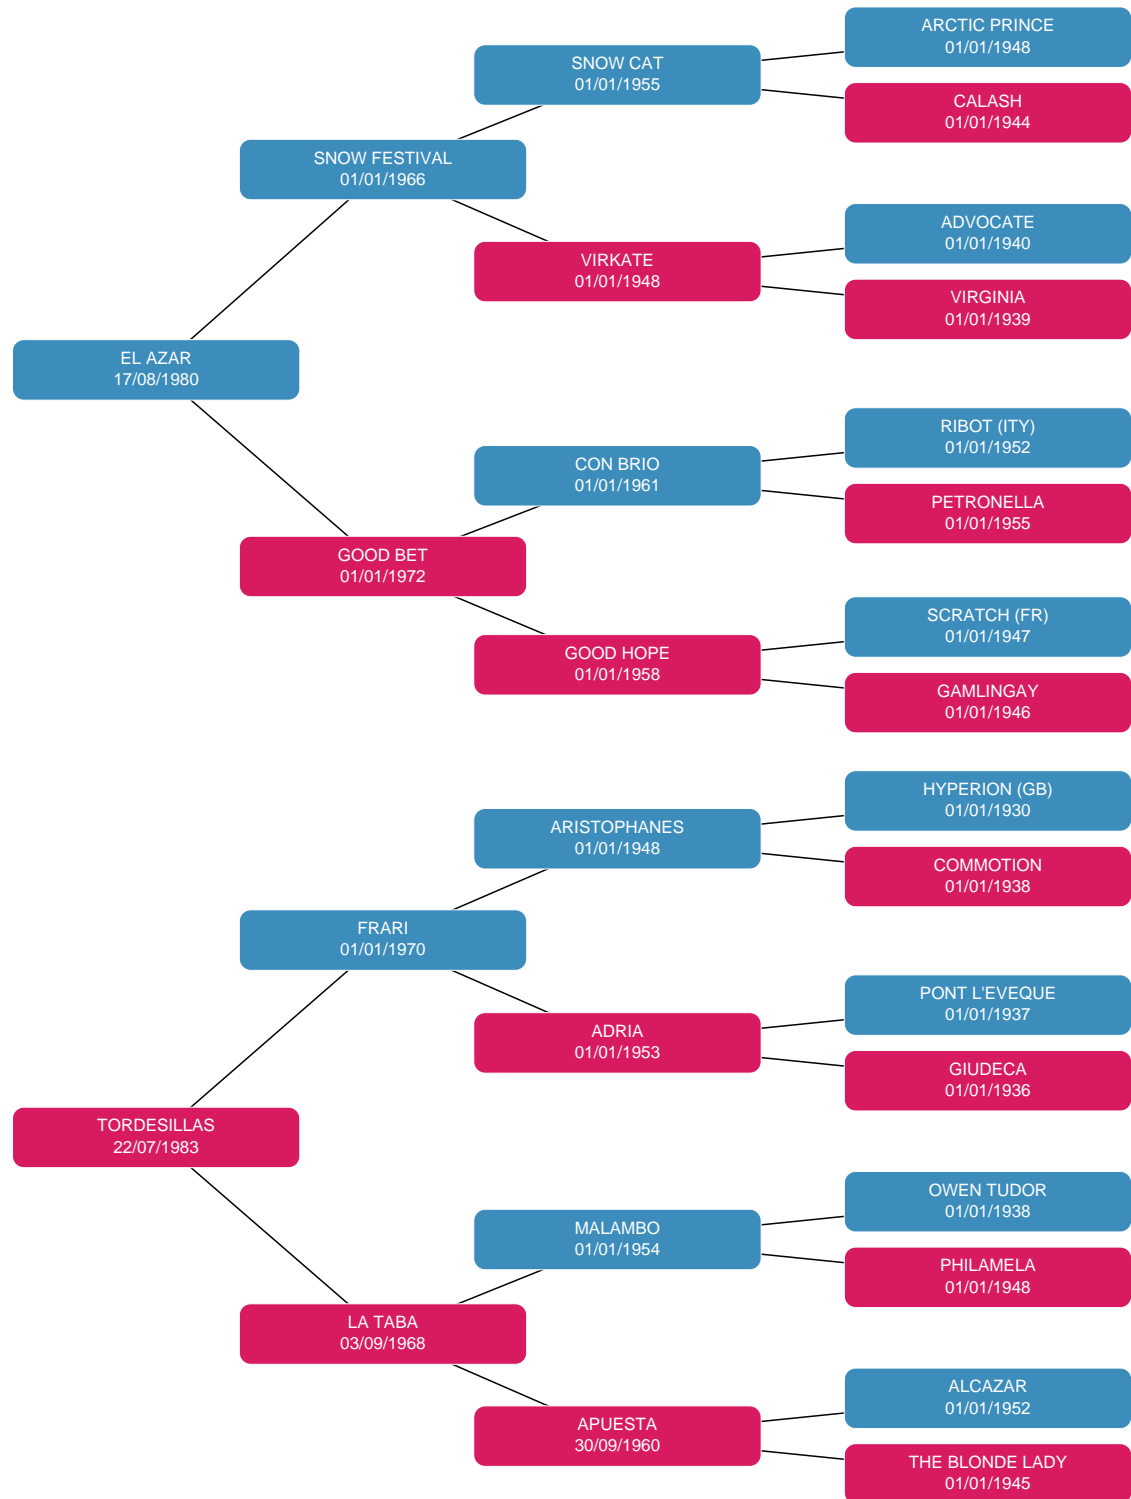 ARCTIC PRINCE
01/01/1948
SNOW CAT
01/01/1955
CALASH
01/01/1944
SNOW FESTIVAL
01/01/1966
ADVOCATE
01/01/1940
VIRKATE
01/01/1948
VIRGINIA
01/01/1939
EL AZAR
17/08/1980
RIBOT (ITY)
01/01/1952
CON BRIO
01/01/1961
PETRONELLA
01/01/1955
GOOD BET
01/01/1972
SCRATCH (FR)
01/01/1947
GOOD HOPE
01/01/1958
GAMLINGAY
01/01/1946
HYPERION (GB)
01/01/1930
ARISTOPHANES
01/01/1948
COMMOTION
01/01/1938
FRARI
01/01/1970
PONT L'EVEQUE
01/01/1937
ADRIA
01/01/1953
GIUDECA
01/01/1936
TORDESILLAS
22/07/1983
OWEN TUDOR
01/01/1938
MALAMBO
01/01/1954
PHILAMELA
01/01/1948
LA TABA
03/09/1968
ALCAZAR
01/01/1952
APUESTA
30/09/1960
THE BLONDE LADY
01/01/1945